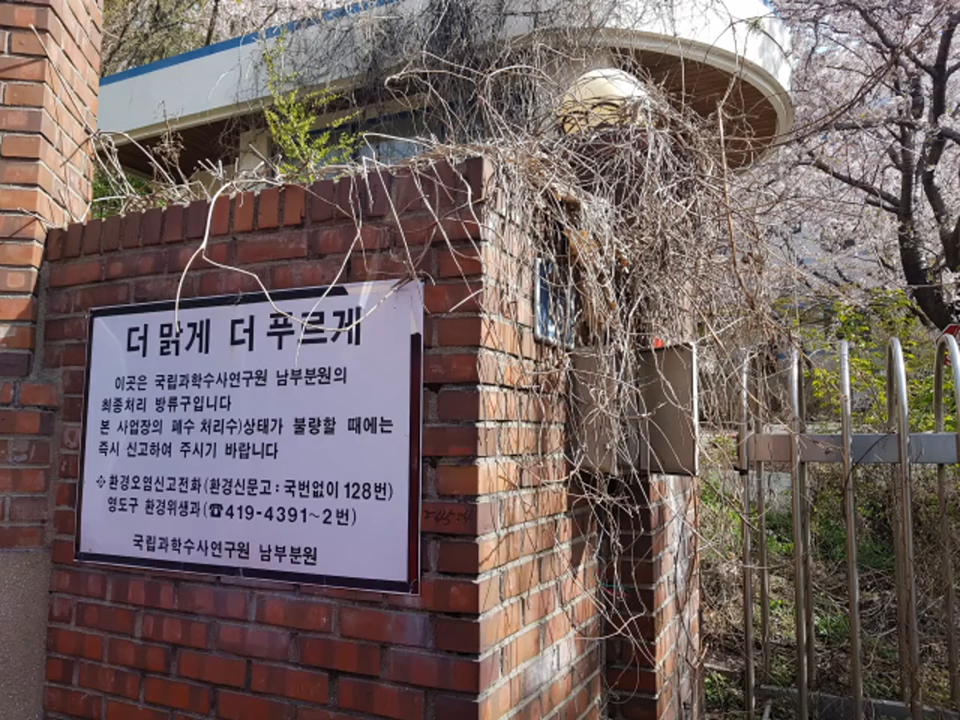 더 맑게 더 푸르게
이곳은 국립과학수사연구원 남부분원의
최종처리 방류구입니다
본 사업장의 폐수 처리수)상태가 불량할 때에는
즉시 신고하여 주시기 바랍니다
※ 환경오염신고전화 (환경신문고 : 국번없이 128번)
영도구 환경위생과 (☎419-4391~2번)
국립과학수사연구원 남부분원